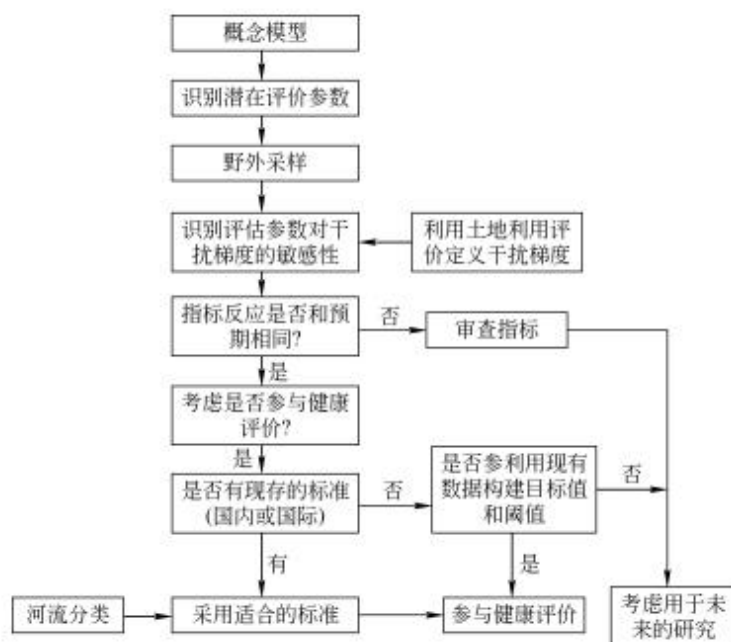 概念模型
识别潜在评价参数
野外采样
识别评估参数对干
扰梯度的敏感性
利用土地利用评
价定义干扰梯度
指标反应是否和预
期相同?
否
审查指标
是
考虑是否参与健康
评价?
是
是否有现存的标准
(国内或国际)
否
是否参利用现有
数据构建目标值
和阈值
否
有
是
河流分类
采用适合的标准
参与健康评价
考虑用于未
来的研究